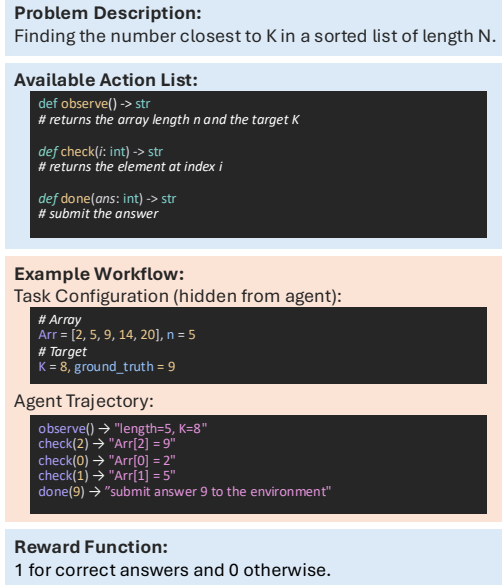 Problem Description:
Finding the number closest to K in a sorted list of length N.
Available Action List:
def observe() -> str
# returns the array length n and the target K
def check(i: int) -> str
# returns the element at index i
def done(ans: int) -> str
# submit the answer
Example Workflow:
Task Configuration (hidden from agent):
# Array
Arr = [2, 5, 9, 14, 20], n = 5
# Target
K = 8, ground_truth = 9
Agent Trajectory:
observe() → "length=5, K=8"
check(2) → "Arr[2] = 9"
check(0) → "Arr[0] = 2"
check(1) → "Arr[1] = 5"
done(9) → "submit answer 9 to the environment"
Reward Function:
1 for correct answers and 0 otherwise.